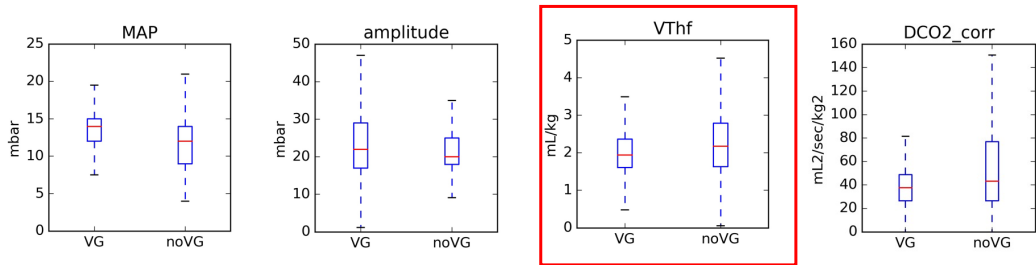 MAP
25
20
15
10
5
0
mbar
VG
noVG
amplitude
50
40
30
20
10
0
mbar
VG
noVG
VThf
5
4
3
2
1
0
mL/kg
VG
noVG
DCO2_corr
160
140
120
100
80
60
40
20
0
mL2/sec/kg2
VG
noVG